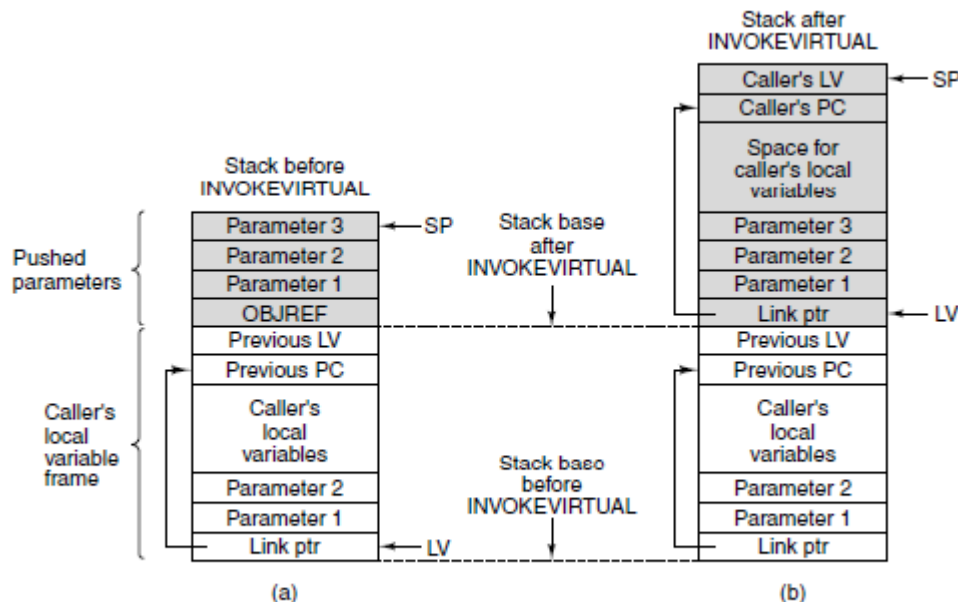 Stack after
INVOKEVIRTUAL
Caller's LV
SP
Caller's PC
Space for
caller's local
variables
Stack before
INVOKEVIRTUAL
Parameter 3
SP
Parameter 2
Parameter 1
OBJREF
Pushed
parameters
Stack base
after
INVOKEVIRTUAL
Parameter 3
Parameter 2
Parameter 1
Link ptr
LV
Previous LV
Previous PC
Caller's
local
variables
Parameter 2
Parameter 1
Link ptr
LV
Caller's
local
variable
frame
Stack base
before
INVOKEVIRTUAL
Previous LV
Previous PC
Caller's
local
variables
Parameter 2
Parameter 1
Link ptr
(a)
(b)